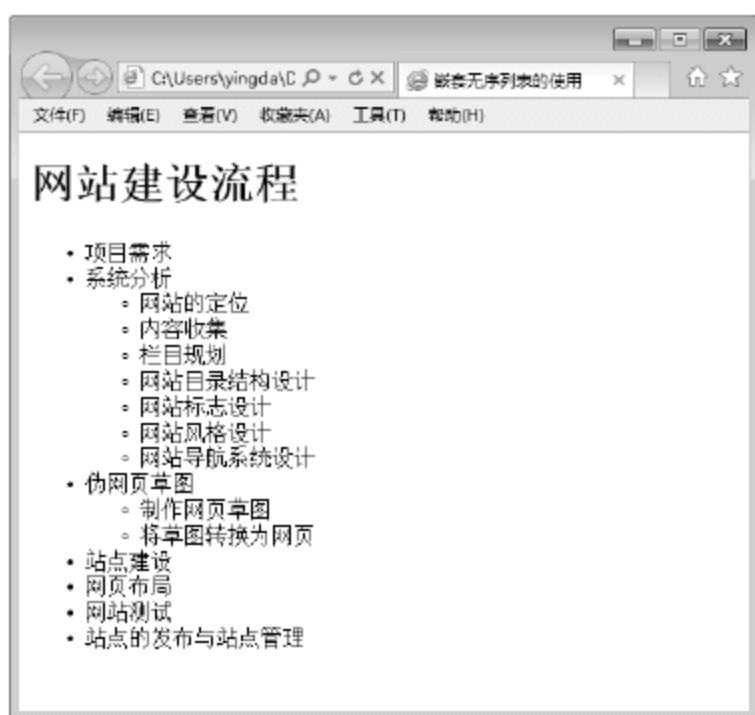 C:\Users\yingda\D
嵌套无序列表的使用
文件(F) 编辑(E) 查看(V) 收藏夹(A) 工具(T) 帮助(H)
网站建设流程
项目需求
系统分析
网站的定位
内容收集
栏目规划
网站目录结构设计
网站标志设计
网站风格设计
网站导航系统设计
伪网页草图
制作网页草图
将草图转换为网页
站点建设
网页布局
网站测试
站点的发布与站点管理